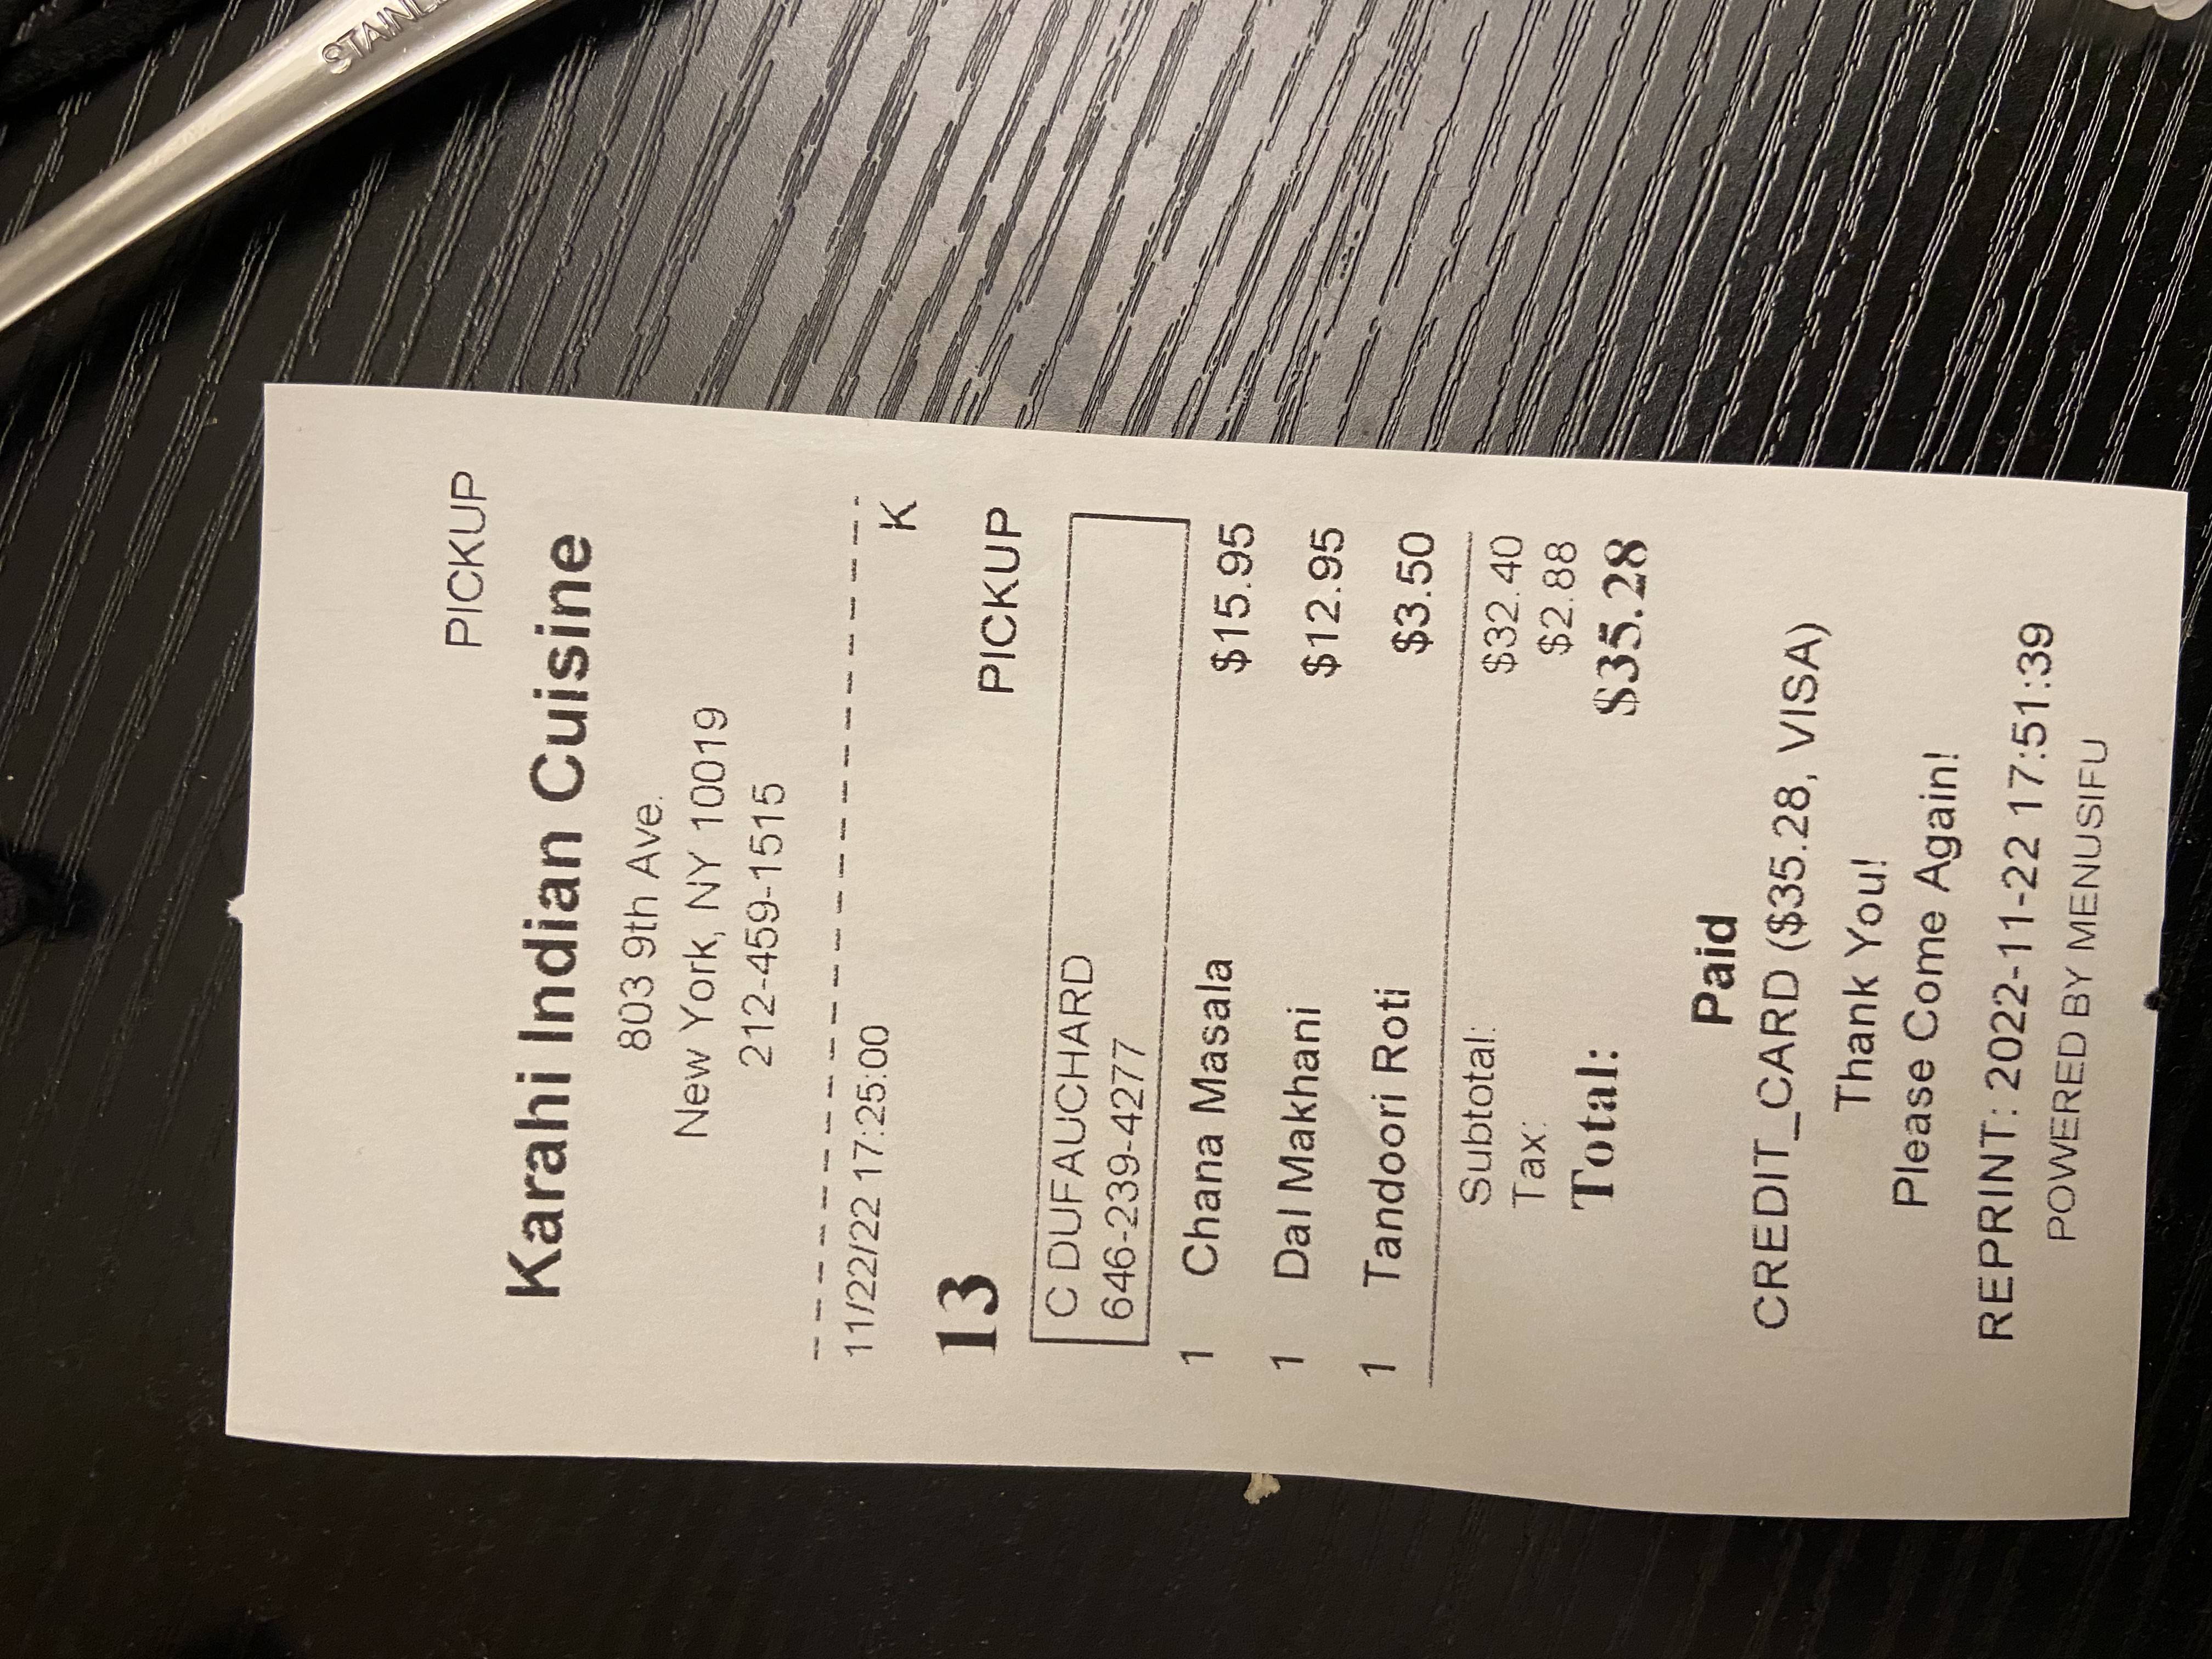 PICKUP
Karahi Indian Cuisine
803 9th Ave.
New York, NY 10019
212-459-1515
11/22/22 17:25:00 K
13 PICKUP
C DUFAUCHARD
646-239-4277
1 Chana Masala $15.95
1 Dal Makhani $12.95
1 Tandoori Roti $3.50
Subtotal: $32.40
Tax: $2.88
Total: $35.28
Paid
CREDIT_CARD ($35.28, VISA)
Thank You!
Please Come Again!
REPRINT: 2022-11-22 17:51:39
POWERED BY MENUSIFU